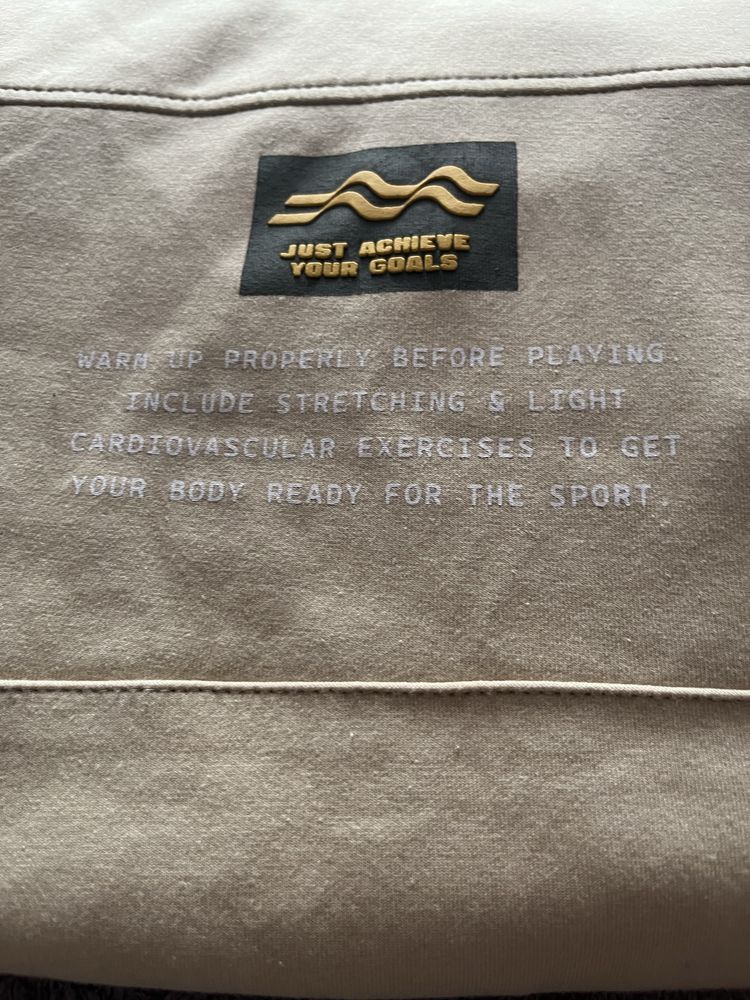 JUST ACHIEVE
YOUR GOALS
WARM UP PROPERLY BEFORE PLAYING.
INCLUDE STRETCHING & LIGHT
CARDIOVASCULAR EXERCISES TO GET
YOUR BODY READY FOR THE SPORT.